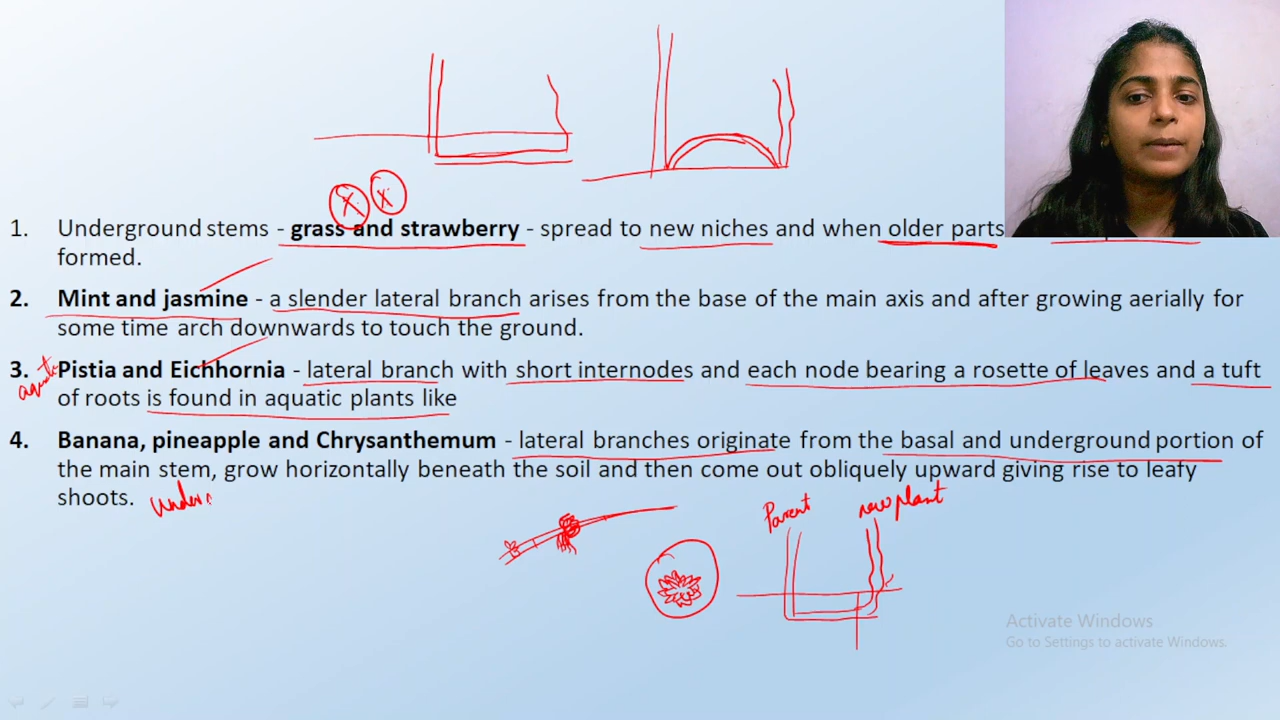 1. Underground stems - grass and strawberry - spread to new niches and when older parts
formed.
2. Mint and jasmine - a slender lateral branch arises from the base of the main axis and after growing aerially for
some time arch downwards to touch the ground.
3. Pistia and Eichhornia - lateral branch with short internodes and each node bearing a rosette of leaves and a tuft
of roots is found in aquatic plants like
4. Banana, pineapple and Chrysanthemum - lateral branches originate from the basal and underground portion of
the main stem, grow horizontally beneath the soil and then come out obliquely upward giving rise to leafy
shoots. Under
Parent new plant
Activate Windows
Go to Settings to activate Windows.